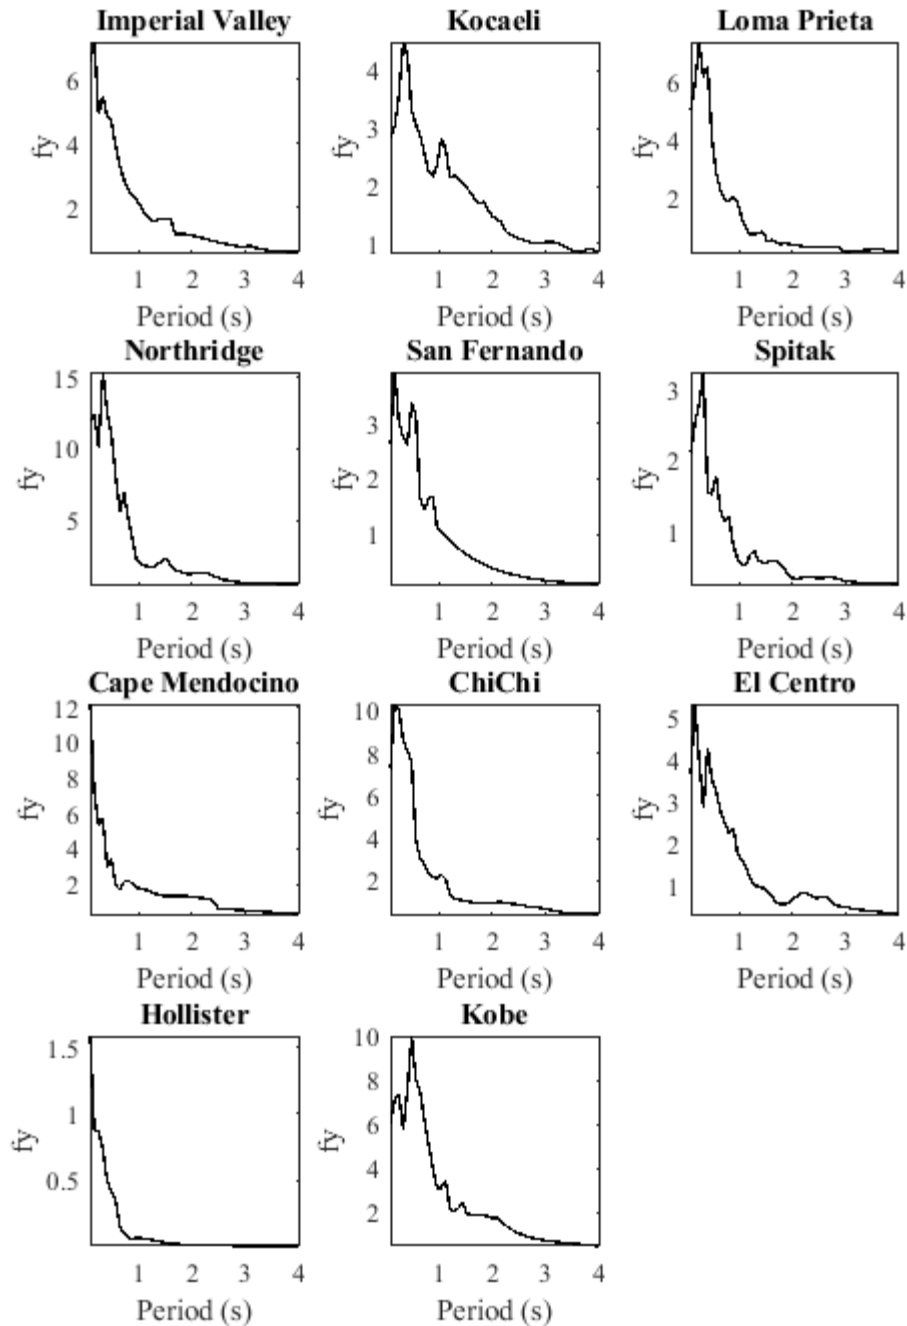 Imperial Valley
6
4
2
fy
1 2 3 4
Period (s)
Kocaeli
4
3
2
1
fy
1 2 3 4
Period (s)
Loma Prieta
6
4
2
fy
1 2 3 4
Period (s)
Northridge
15
10
5
fy
1 2 3 4
Period (s)
San Fernando
3
2
1
fy
1 2 3 4
Period (s)
Spitak
3
2
1
fy
1 2 3 4
Period (s)
Cape Mendocino
12
10
8
6
4
2
fy
1 2 3 4
Period (s)
ChiChi
10
8
6
4
2
fy
1 2 3 4
Period (s)
El Centro
5
4
3
2
1
fy
1 2 3 4
Period (s)
Hollister
1.5
1
0.5
fy
1 2 3 4
Period (s)
Kobe
10
8
6
4
2
fy
1 2 3 4
Period (s)